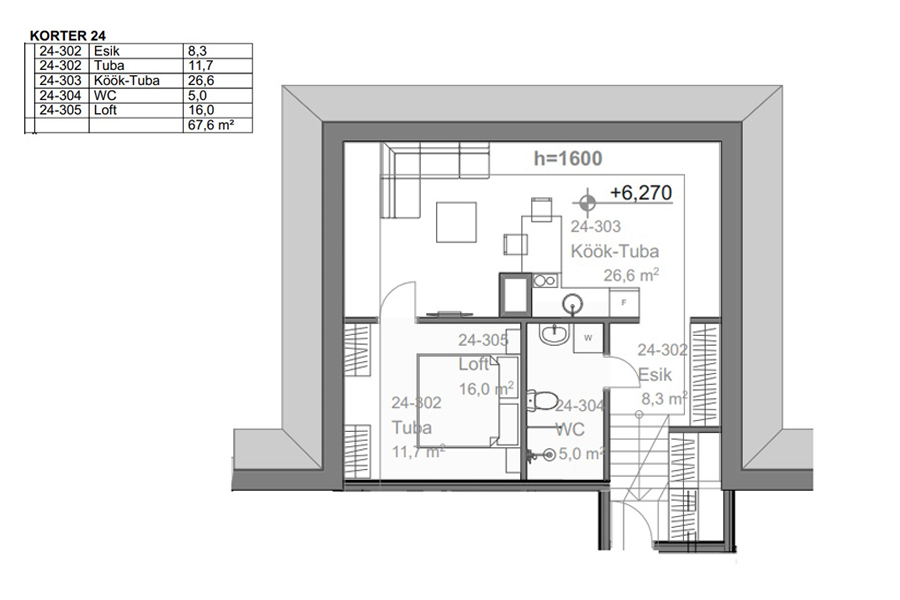 KORTER 24
24-302 Esik 8,3
24-302 Tuba 11,7
24-303 Köök-Tuba 26,6
24-304 WC 5,0
24-305 Loft 16,0
67,6 m²
h=1600
+6,270
24-303
Köök-Tuba
26,6 m²
F
W
24-305
Loft
16,0 m²
24-302
Esik
8,3 m²
24-302
Tuba
11,7 m²
24-304
WC
5,0 m²